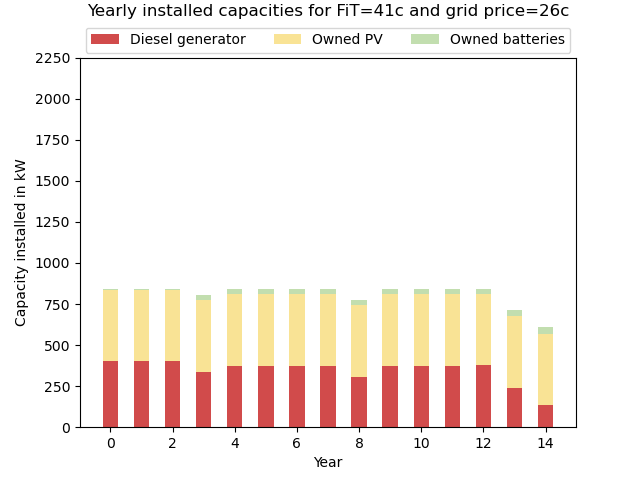 Yearly installed capacities for FiT=41c and grid price=26c
Diesel generator Owned PV Owned batteries
2250
2000
1750
1500
1250
1000
750
500
250
0
Capacity installed in kW
0 2 4 6 8 10 12 14
Year